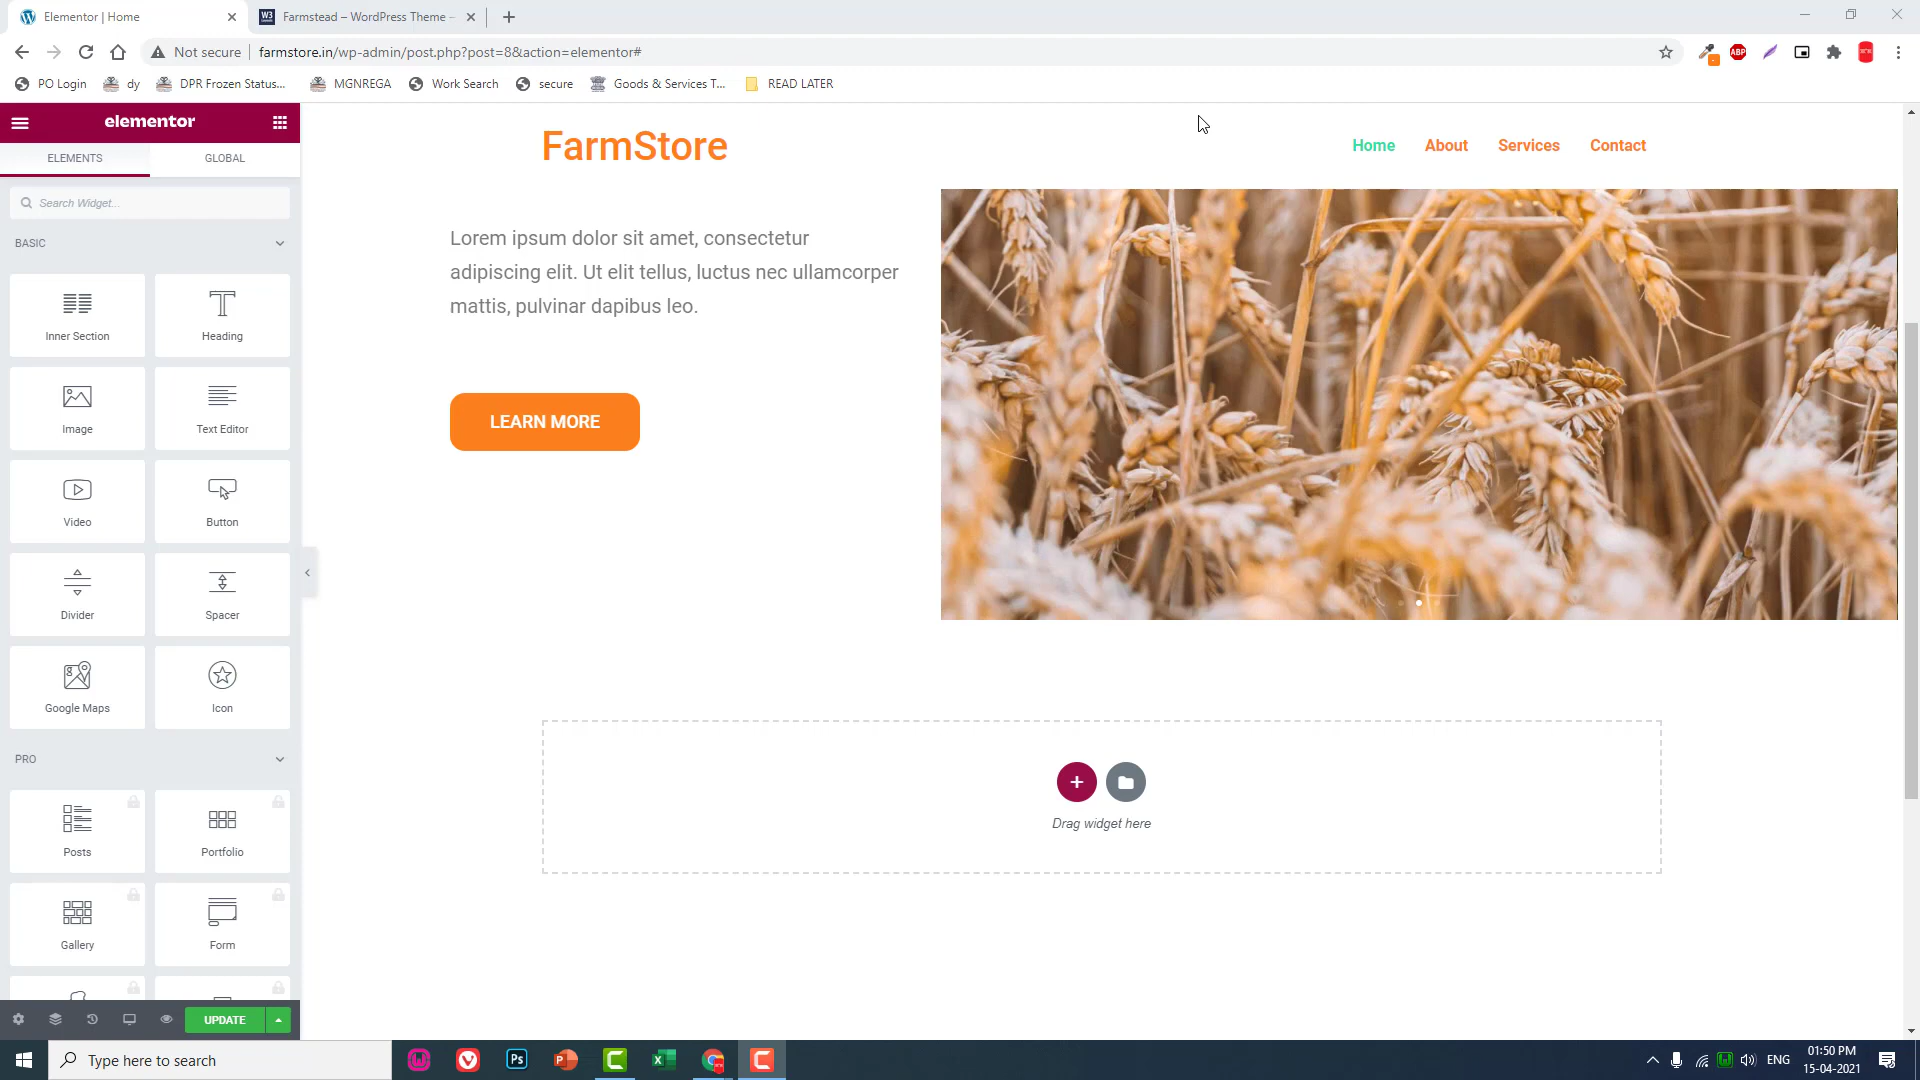 Elementor | Home
Farmstead – WordPress Theme –
Not secure
farmstore.in/wp-admin/post.php?post=8&action=elementor#
PO Login
dy
DPR Frozen Status...
MGNREGA
Work Search
secure
Goods & Services T...
READ LATER
elementor
ELEMENTS
GLOBAL
Search Widget...
BASIC
Inner Section
Heading
Image
Text Editor
Video
Button
Divider
Spacer
Google Maps
Icon
PRO
Posts
Portfolio
Gallery
Form
UPDATE
FarmStore
Home
About
Services
Contact
Lorem ipsum dolor sit amet, consectetur
adipiscing elit. Ut elit tellus, luctus nec ullamcorper
mattis, pulvinar dapibus leo.
LEARN MORE
Drag widget here
Type here to search
ENG
01:50 PM
15-04-2021